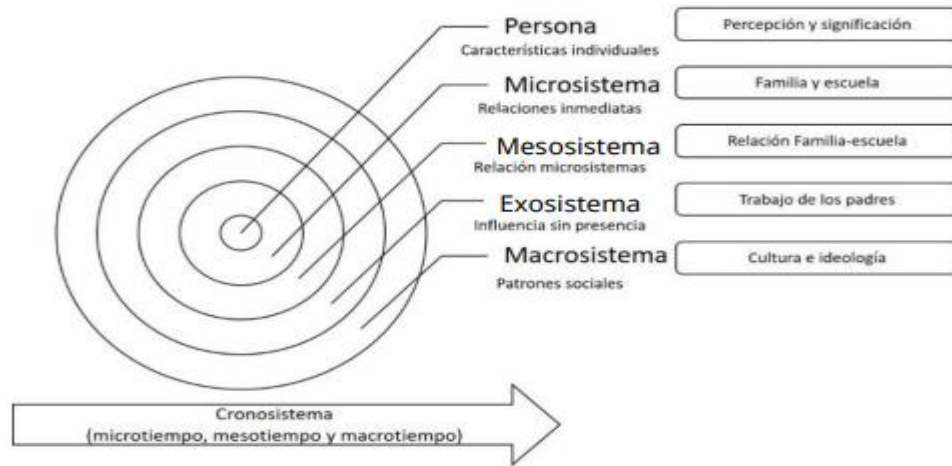 Persona
Características individuales
Percepción y significación
Microsistema
Relaciones inmediatas
Familia y escuela
Mesosistema
Relación microsistemas
Relación Familia-escuela
Exosistema
Influencia sin presencia
Trabajo de los padres
Macrosistema
Patrones sociales
Cultura e ideología
Cronosistema
(microtiempo, mesotiempo y macrotiempo)